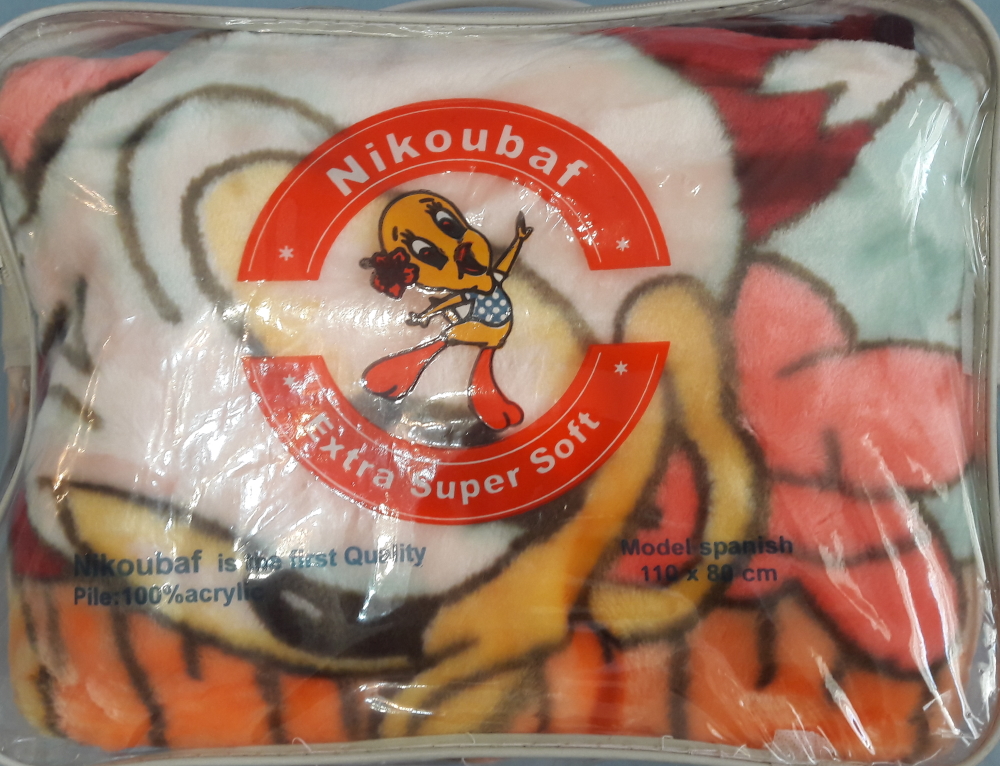 Nikoubaf
Extra Super Soft
Nikoubaf is the first Quality
Pile:100%acrylic
Model spanish
110 x 80 cm